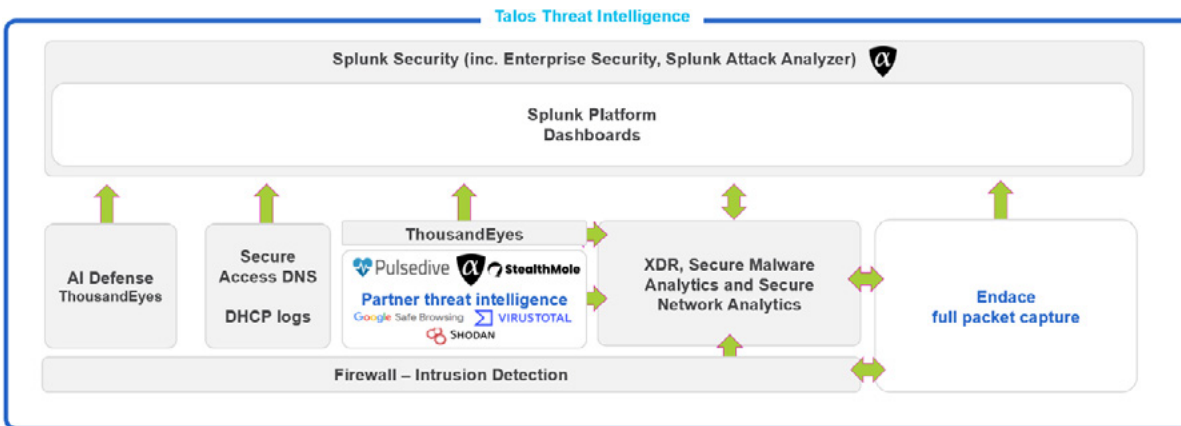 Talos Threat Intelligence
Splunk Security (inc. Enterprise Security, Splunk Attack Analyzer) α
Splunk Platform
Dashboards
AI Defense
ThousandEyes
Secure
Access DNS
DHCP logs
ThousandEyes
Pulsedive α StealthMole
Partner threat intelligence
Google Safe Browsing VIRUSTOTAL
SHODAN
XDR, Secure Malware
Analytics and Secure
Network Analytics
Endace
full packet capture
Firewall – Intrusion Detection